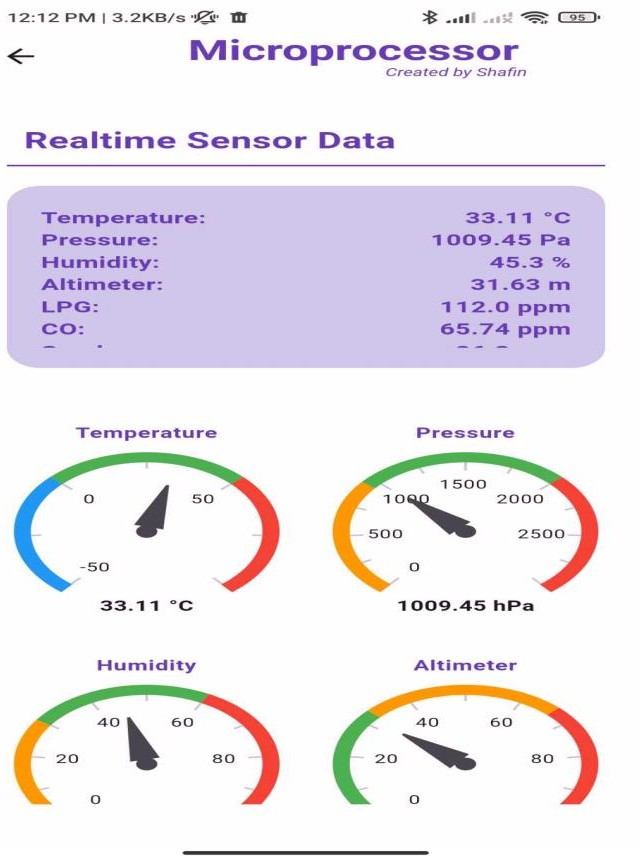 12:12 PM | 3.2KB/s
95
Microprocessor
Created by Shafin
Realtime Sensor Data
Temperature: 33.11 °C
Pressure: 1009.45 Pa
Humidity: 45.3 %
Altimeter: 31.63 m
LPG: 112.0 ppm
CO: 65.74 ppm
Temperature
0
50
-50
33.11 °C
Pressure
1500
1000
2000
500
2500
0
1009.45 hPa
Humidity
40
60
20
80
0
Altimeter
40
60
20
80
0